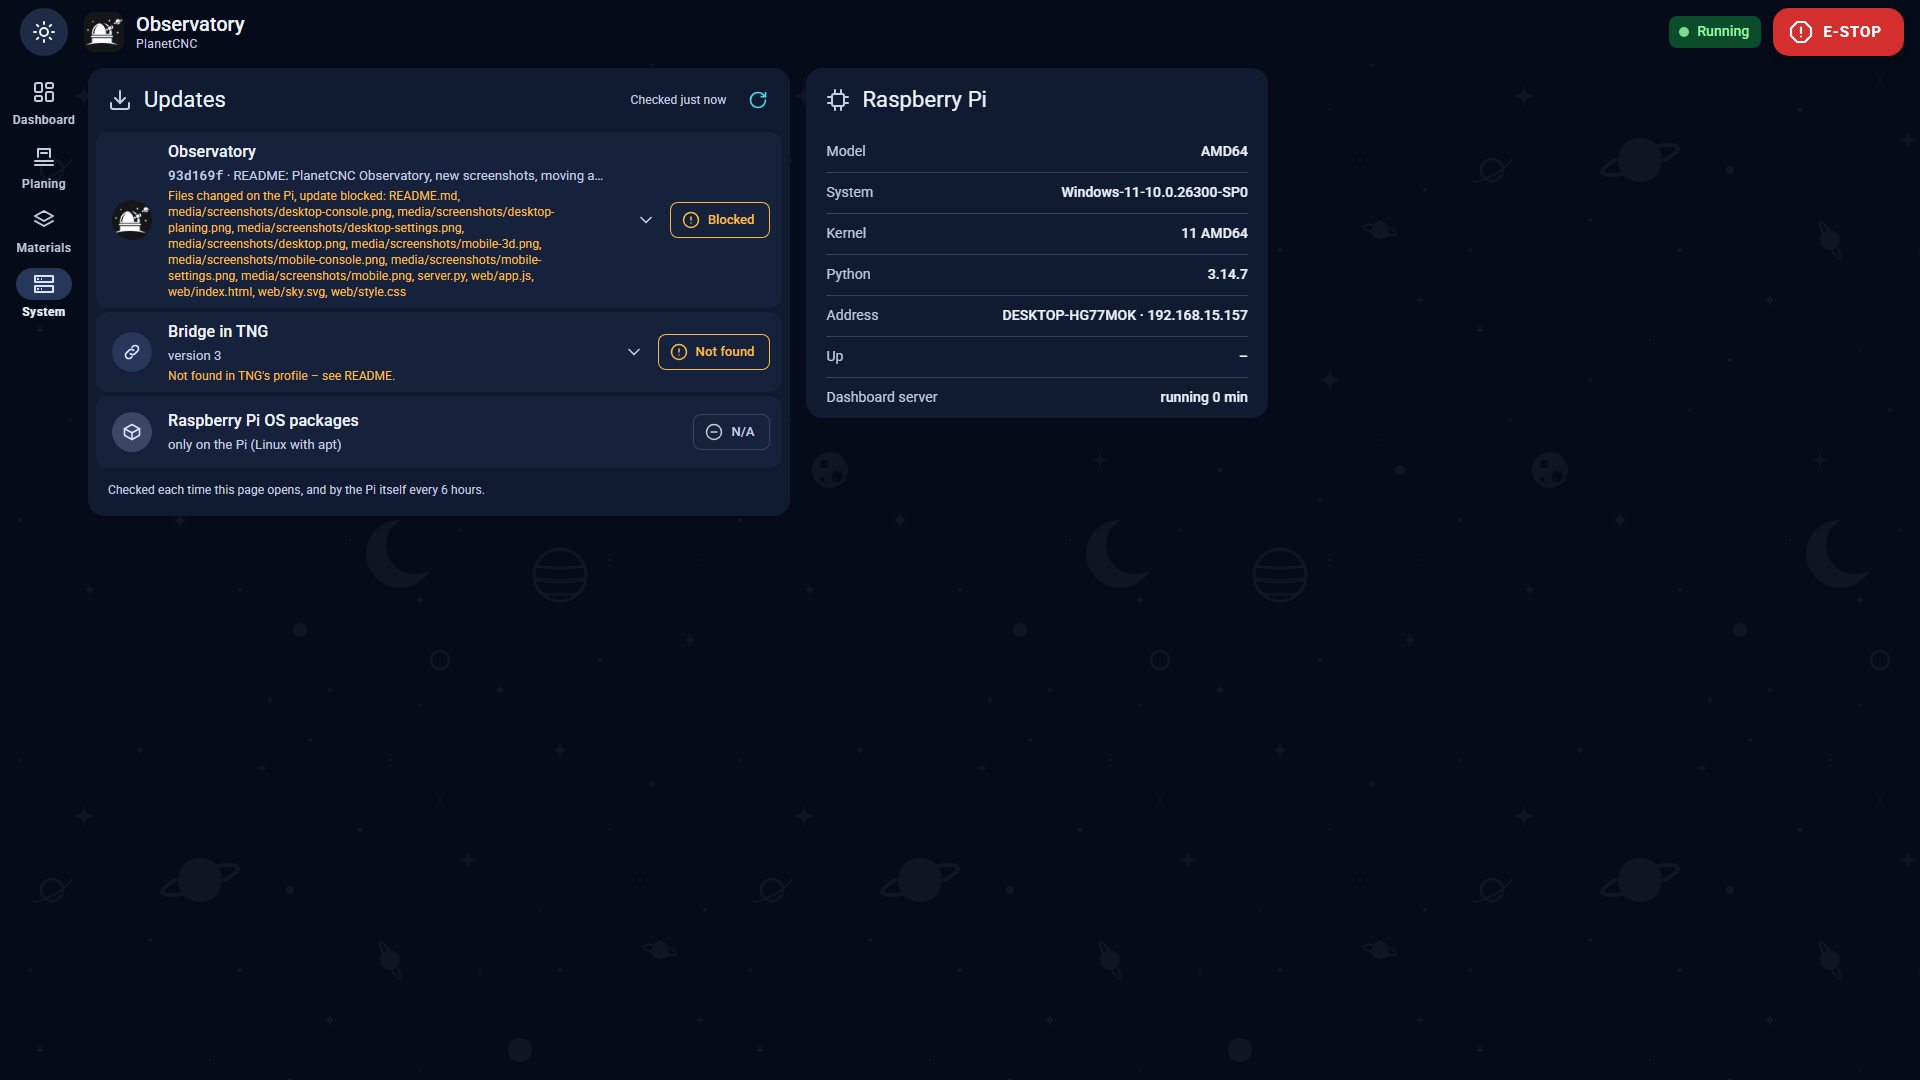 Observatory
PlanetCNC
Running
E-STOP
Dashboard
Planing
Materials
System
Updates
Checked just now
Observatory
93d169f · README: PlanetCNC Observatory, new screenshots, moving a…
Files changed on the Pi, update blocked: README.md,
media/screenshots/desktop-console.png, media/screenshots/desktop-
planing.png, media/screenshots/desktop-settings.png,
media/screenshots/desktop.png, media/screenshots/mobile-3d.png,
media/screenshots/mobile-console.png, media/screenshots/mobile-
settings.png, media/screenshots/mobile.png, server.py, web/app.js,
web/index.html, web/sky.svg, web/style.css
Blocked
Bridge in TNG
version 3
Not found in TNG's profile – see README.
Not found
Raspberry Pi OS packages
only on the Pi (Linux with apt)
N/A
Checked each time this page opens, and by the Pi itself every 6 hours.
Raspberry Pi
Model AMD64
System Windows-11-10.0.26300-SP0
Kernel 11 AMD64
Python 3.14.7
Address DESKTOP-HG77MOK · 192.168.15.157
Up –
Dashboard server running 0 min